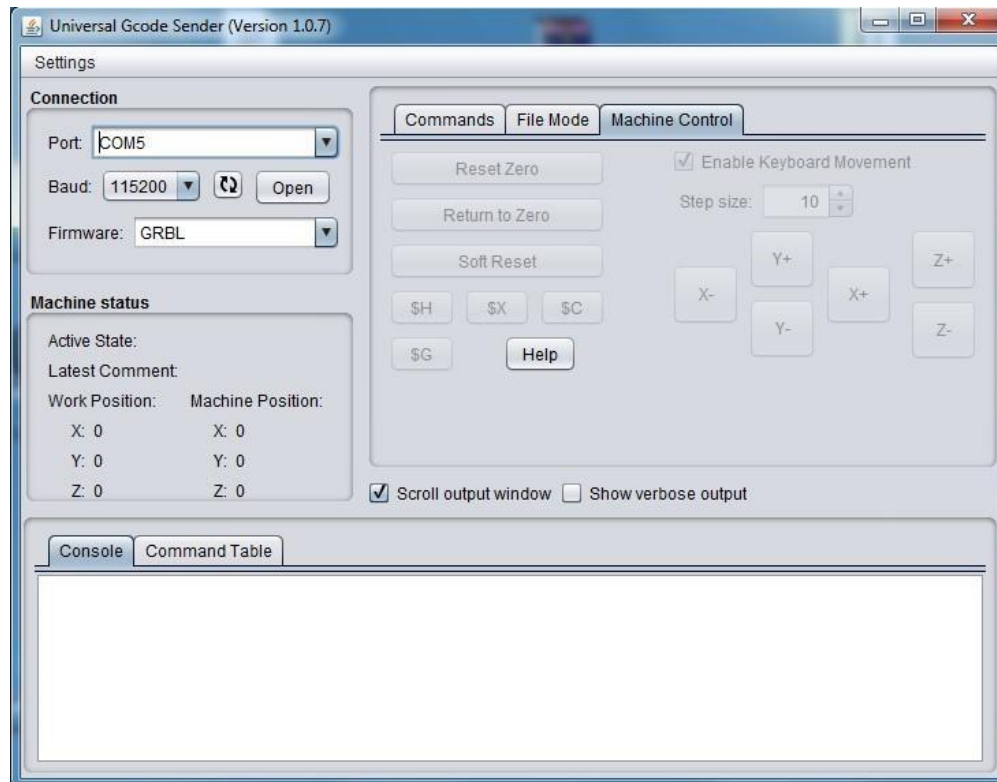 Universal Gcode Sender (Version 1.0.7)
Settings
Connection
Port: COM5
Baud: 115200 Open
Firmware: GRBL
Machine status
Active State:
Latest Comment:
Work Position: Machine Position:
X: 0 X: 0
Y: 0 Y: 0
Z: 0 Z: 0
Commands File Mode Machine Control
Reset Zero
Return to Zero
Soft Reset
$H $X $C
$G Help
Enable Keyboard Movement
Step size: 10
Y+ Z+
X- X+
Y- Z-
Scroll output window Show verbose output
Console Command Table